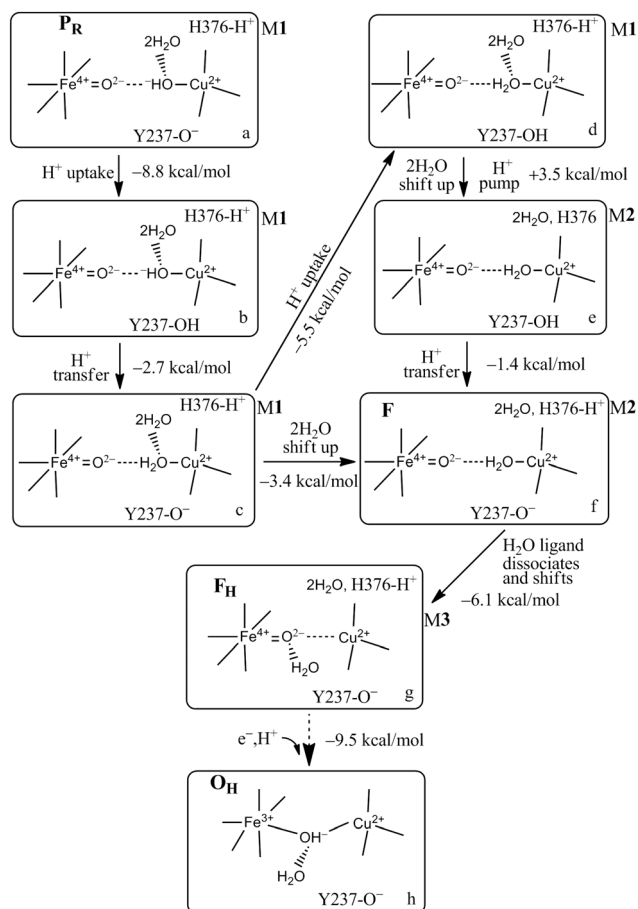 P_R
H376-H⁺ M1
2H₂O
Fe⁴⁺=O²⁻----⁻HO–Cu²⁺
Y237-O⁻ a
H⁺ uptake –8.8 kcal/mol
H376-H⁺ M1
2H₂O
Fe⁴⁺=O²⁻----⁻HO–Cu²⁺
Y237-OH b
H⁺
transfer –2.7 kcal/mol
H376-H⁺ M1
2H₂O
Fe⁴⁺=O²⁻----H₂O–Cu²⁺
Y237-O⁻ c
H⁺ uptake
–5.5 kcal/mol
2H₂O
shift up
–3.4 kcal/mol
H376-H⁺ M1
2H₂O
Fe⁴⁺=O²⁻----H₂O–Cu²⁺
Y237-OH d
2H₂O
shift up
H⁺
pump
+3.5 kcal/mol
2H₂O, H376 M2
Fe⁴⁺=O²⁻----H₂O–Cu²⁺
Y237-OH e
H⁺
transfer –1.4 kcal/mol
F 2H₂O, H376-H⁺ M2
Fe⁴⁺=O²⁻----H₂O–Cu²⁺
Y237-O⁻ f
H₂O ligand
dissociates
and shifts
–6.1 kcal/mol
F_H 2H₂O, H376-H⁺
M3
Fe⁴⁺=O²⁻-----Cu²⁺
H₂O
Y237-O⁻ g
e⁻,H⁺ –9.5 kcal/mol
O_H
Fe³⁺ OH⁻ Cu²⁺
H₂O
Y237-O⁻ h